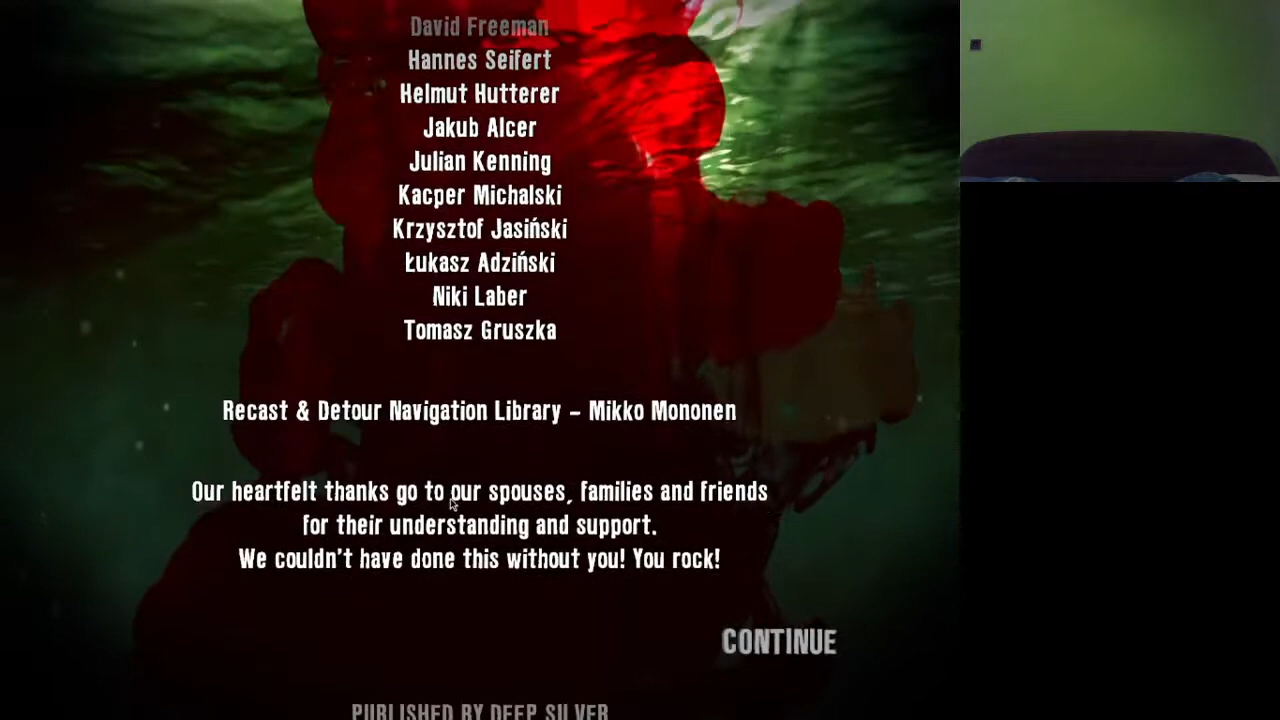 David Freeman
Hannes Seifert
Helmut Hutterer
Jakub Alcer
Julian Kenning
Kacper Michalski
Krzysztof Jasiński
Łukasz Adziński
Niki Laber
Tomasz Gruszka
Recast & Detour Navigation Library – Mikko Mononen
Our heartfelt thanks go to our spouses, families and friends
for their understanding and support.
We couldn't have done this without you! You rock!
CONTINUE
PUBLISHED BY DEEP SILVER